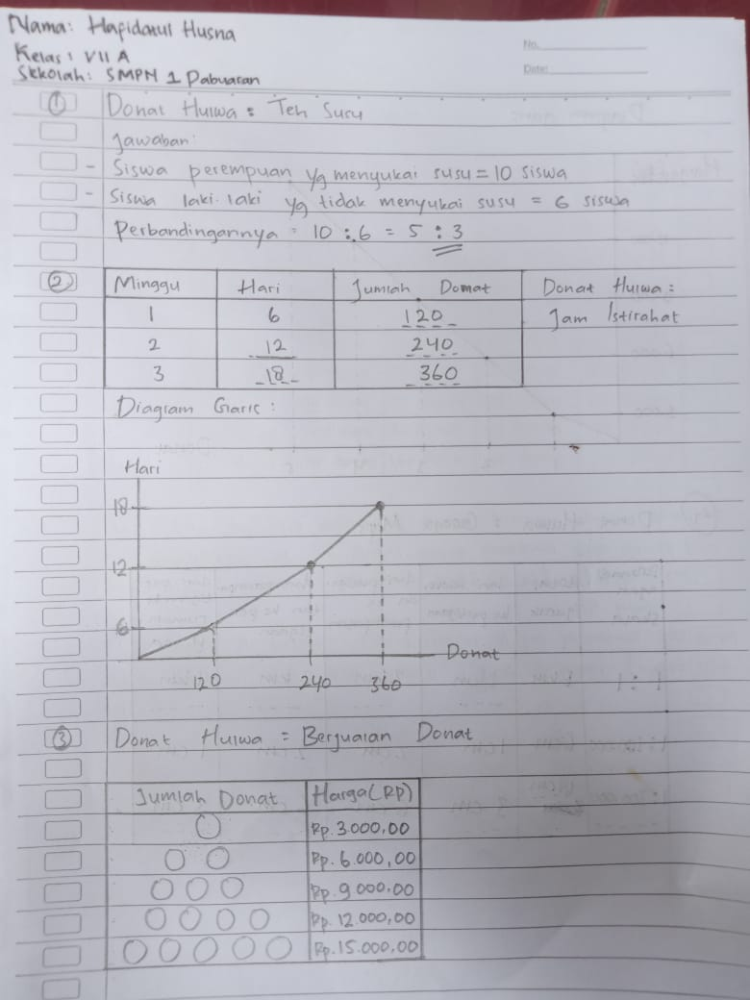 Nama: Hafidatul Husna
Kelas: VII A
Sekolah: SMPN 1 Pabuaran
No.
Date:
① Donat Hulwa: Teh Susu
Jawaban:
- Siswa perempuan yg menyukai susu = 10 siswa
- Siswa laki-laki yg tidak menyukai susu = 6 siswa
Perbandingannya = 10 : 6 = 5 : 3
② Minggu Hari Jumlah Domat Donat Hulwa:
1 6 120 Jam Istirahat
2 12 240
3 18 360
Diagram Garis:
Hari
18
12
6
Donat
120 240 360
③ Donat Hulwa = Berjualan Donat
Jumlah Donat Harga (RP)
Rp. 3.000,00
Rp. 6.000,00
Rp. 9.000.00
Rp. 12.000,00
Rp. 15.000,00